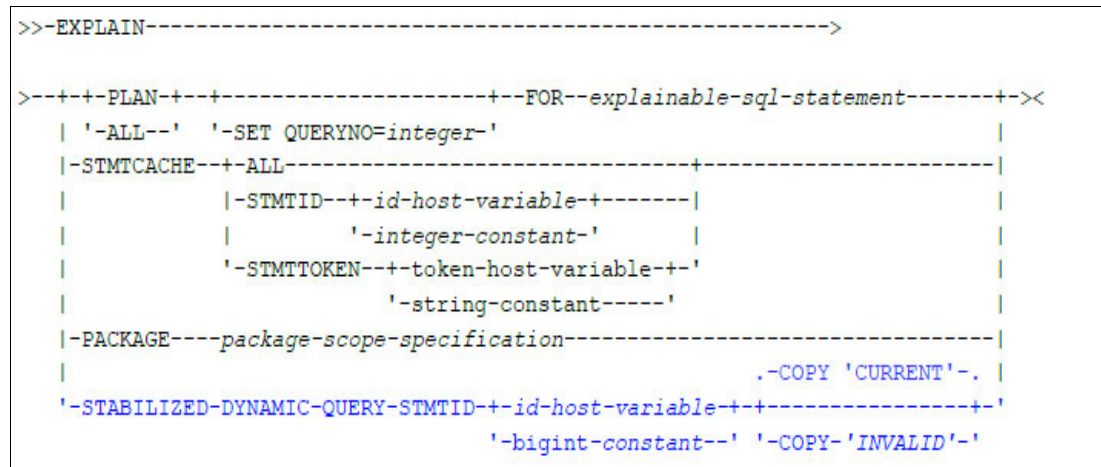 >>-EXPLAIN----------------------------------------------------->
>--+-+-PLAN-+--+---------------------+--FOR--explainable-sql-statement-------+-><
   | '-ALL--'  '-SET QUERYNO=integer-'                                       |
   |-STMTCACHE--+-ALL--------------------------------+-----------------------|
   |            |-STMTID--+-id-host-variable-+-------|                       |
   |            |         '-integer-constant-'       |                       |
   |            '-STMTTOKEN--+-token-host-variable-+-'                       |
   |                         '-string-constant-----'                         |
   |-PACKAGE----package-scope-specification----------------------------------|
   |                                                    .-COPY 'CURRENT'-.   |
   '-STABILIZED-DYNAMIC-QUERY-STMTID-+-id-host-variable-+-+----------------+-'
                                     '-bigint-constant--' '-COPY-'INVALID'-'